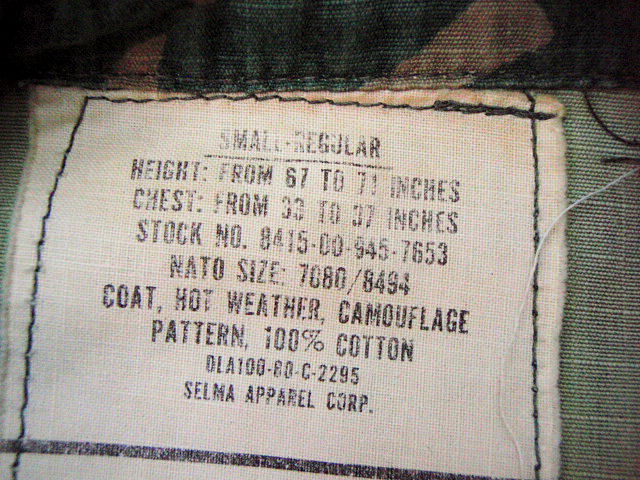 SMALL-REGULAR
HEIGHT: FROM 67 TO 71 INCHES
CHEST: FROM 33 TO 37 INCHES
STOCK NO. 8415-00-945-7653
NATO SIZE: 7080/8494
COAT, HOT WEATHER, CAMOUFLAGE
PATTERN, 100% COTTON
DLA100-80-C-2295
SELMA APPAREL CORP.